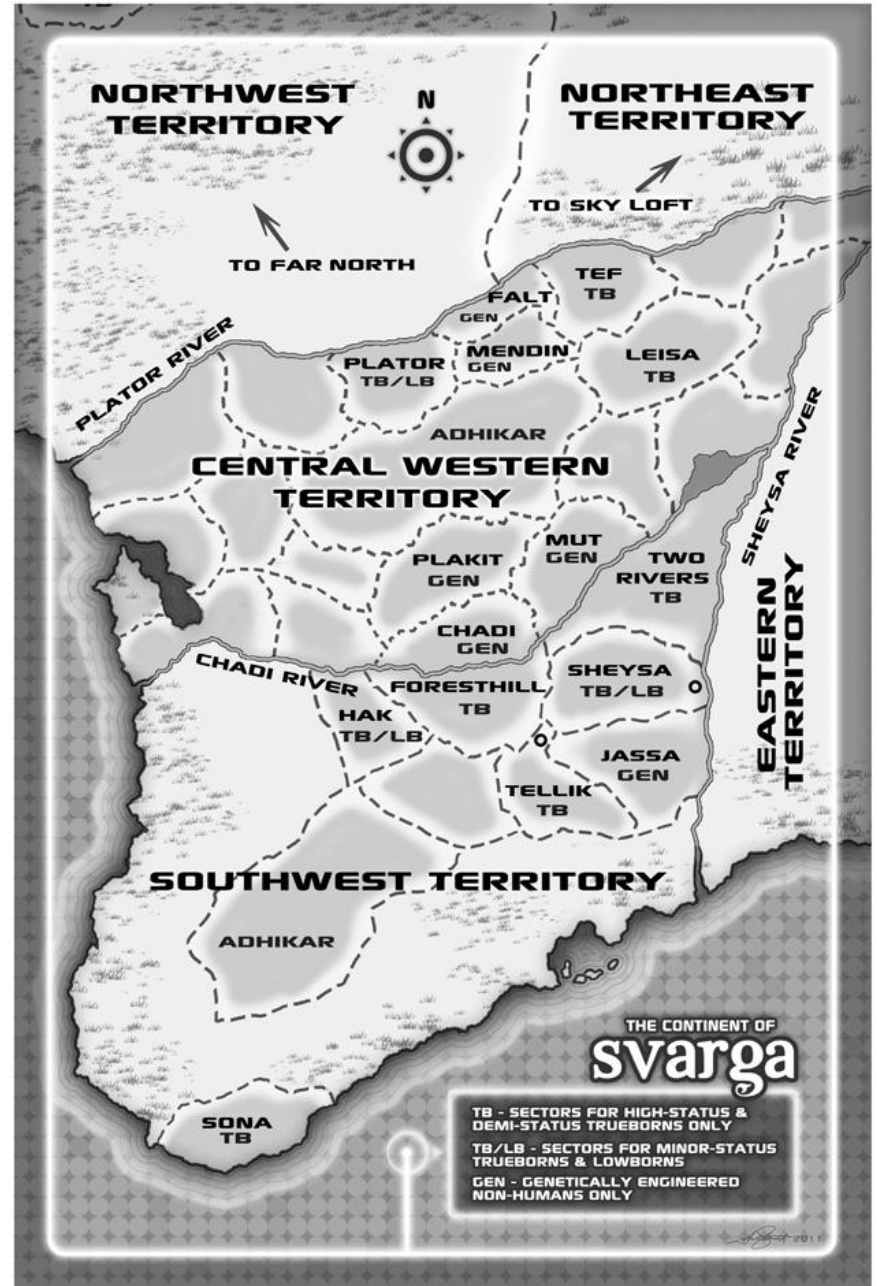 NORTHWEST
TERRITORY
N
NORTHEAST
TERRITORY
TO SKY LOFT
TO FAR NORTH
TEF
TB
FALT
GEN
PLATOR RIVER
PLATOR
TB/LB
MENDIN
GEN
LEISA
TB
ADHIKAR
CENTRAL WESTERN
TERRITORY
SHEYSA RIVER
PLAKIT
GEN
MUT
GEN
TWO
RIVERS
TB
CHADI
GEN
EASTERN
TERRITORY
CHADI RIVER
FORESTHILL
TB
SHEYSA
TB/LB
HAK
TB/LB
JASSA
GEN
TELLIK
TB
SOUTHWEST TERRITORY
ADHIKAR
SONA
TB
THE CONTINENT OF
svarga
TB - SECTORS FOR HIGH-STATUS &
DEMI-STATUS TRUEBORNS ONLY
TB/LB - SECTORS FOR MINOR-STATUS
TRUEBORNS & LOWBORNS
GEN - GENETICALLY ENGINEERED
NON-HUMANS ONLY
2011